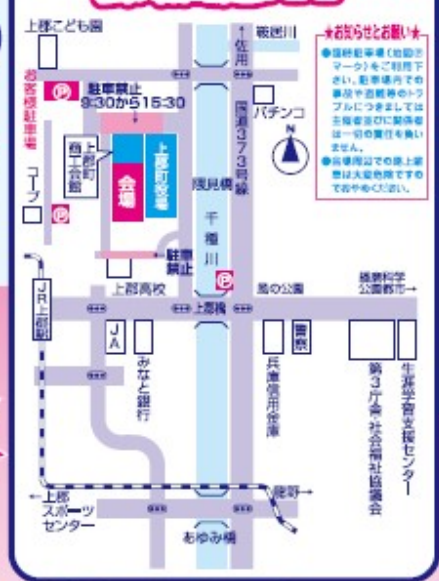 上郡こども園
←佐用
鞍居川
お客様駐車場
P
駐車禁止
9:30から15:30
パチンコ
国道373号線
N
上郡町
商工会館
会場
上郡町役場
隈見橋
コープ
P
千種川
駐車
禁止
P
上郡高校
鳳の公園
播磨科学
公園都市→
JR上郡駅
上郡橋
JA
みなと銀行
兵庫信用金庫
警察
第3庁舎・社会福祉協議会
生涯学習支援センター
←上郡
スポーツ
センター
龍野→
あゆみ橋
★お知らせとお願い★
●臨時駐車場(地図P
マーク)をご利用下
さい。駐車場内での
事故や盗難等のトラ
ブルにつきましては
主催者並びに関係者
は一切の責任を負い
ません。
●会場周辺での路上駐
車は大変危険ですの
でおやめください。